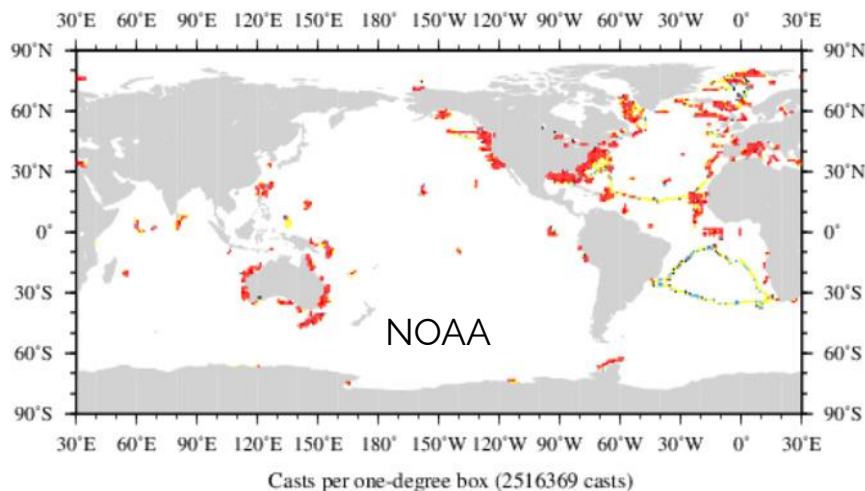 30°E 60°E 90°E 120°E 150°E 180° 150°W 120°W 90°W 60°W 30°W 0° 30°E
90°N 90°N
60°N 60°N
30°N 30°N
0° 0°
30°S 30°S
NOAA
60°S 60°S
90°S 90°S
30°E 60°E 90°E 120°E 150°E 180° 150°W 120°W 90°W 60°W 30°W 0° 30°E
Casts per one-degree box (2516369 casts)